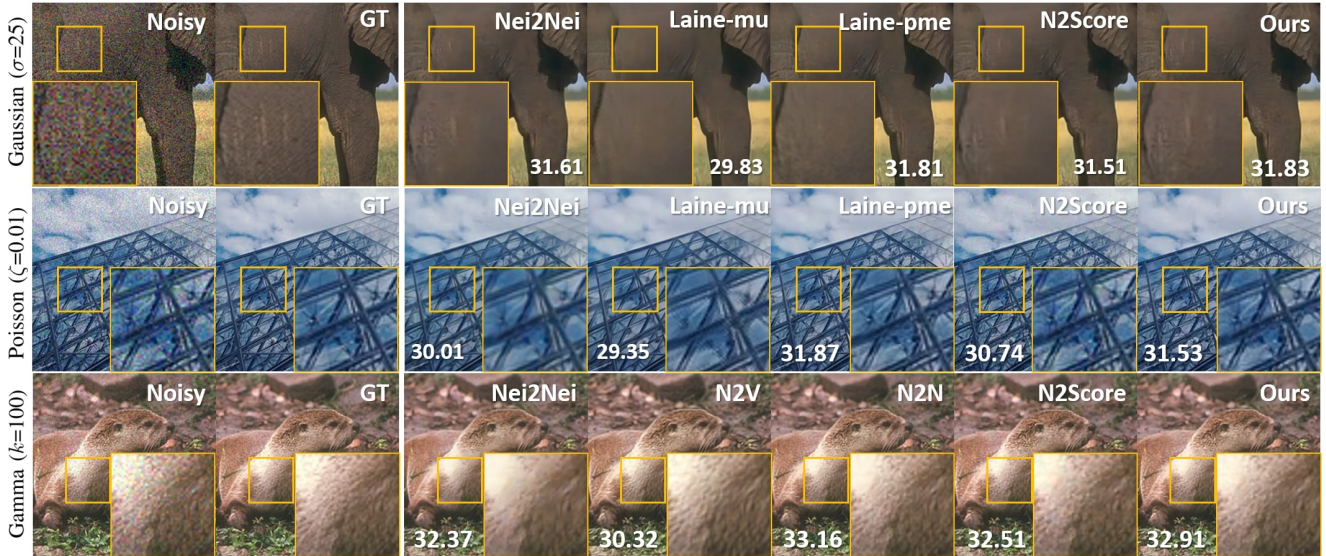 Gaussian (σ=25)
Noisy
GT
Nei2Nei
Laine-mu
Laine-pme
N2Score
Ours
31.61
29.83
31.81
31.51
31.83
Poisson (ζ=0.01)
Noisy
GT
Nei2Nei
Laine-mu
Laine-pme
N2Score
Ours
30.01
29.35
31.87
30.74
31.53
Gamma (k=100)
Noisy
GT
Nei2Nei
N2V
N2N
N2Score
Ours
32.37
30.32
33.16
32.51
32.91